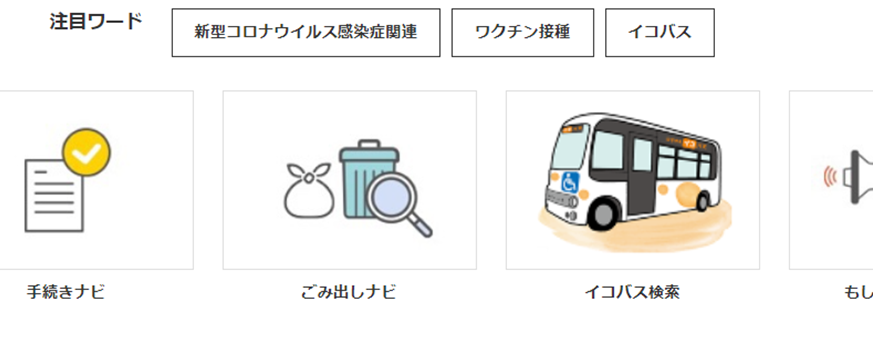 注目ワード
新型コロナウイルス感染症関連
ワクチン接種
イコバス
手続きナビ
ごみ出しナビ
イコバス検索
もし